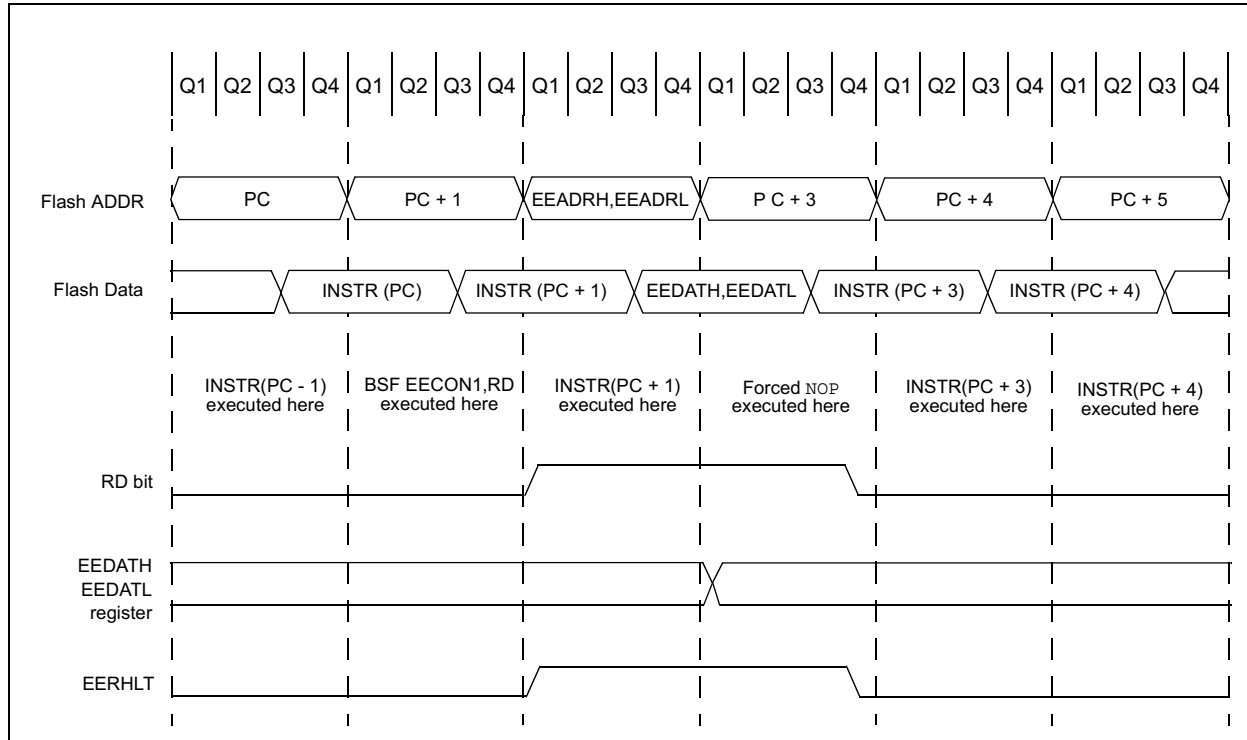 Q1 Q2 Q3 Q4 Q1 Q2 Q3 Q4 Q1 Q2 Q3 Q4 Q1 Q2 Q3 Q4 Q1 Q2 Q3 Q4 Q1 Q2 Q3 Q4
Flash ADDR PC PC + 1 EEADRH,EEADRL P C + 3 PC + 4 PC + 5
Flash Data INSTR (PC) INSTR (PC + 1) EEDATH,EEDATL INSTR (PC + 3) INSTR (PC + 4)
INSTR(PC - 1) BSF EECON1,RD INSTR(PC + 1) Forced NOP INSTR(PC + 3) INSTR(PC + 4)
executed here executed here executed here executed here executed here executed here
RD bit
EEDATH
EEDATL
register
EERHLT